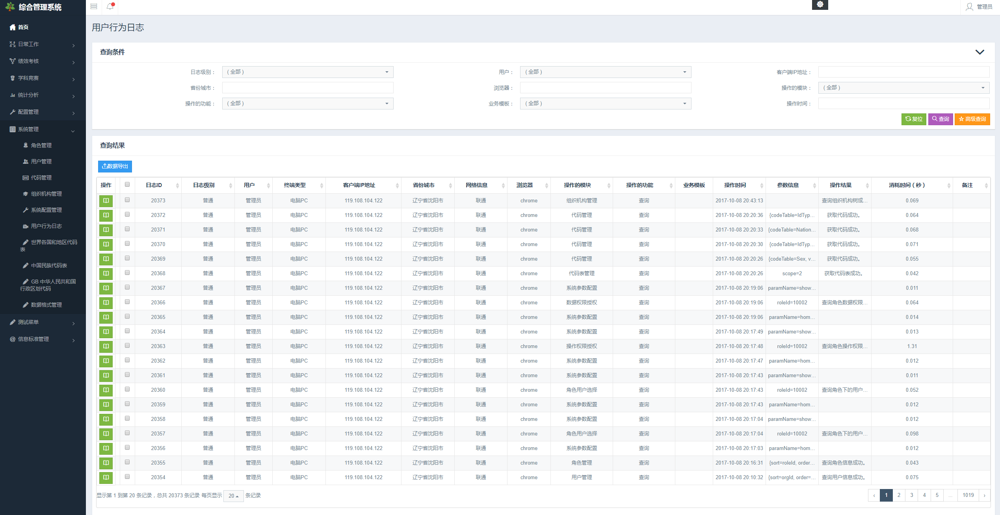 综合管理系统
管理员
首页
日常工作
绩效考核
学科竞赛
统计分析
配置管理
系统管理
角色管理
用户管理
代码管理
组织机构管理
系统配置管理
用户行为日志
世界各国和地区代码
表
中国民族代码表
GB 中华人民共和国
行政区划代码
数据格式管理
测试菜单
信息标准管理
用户行为日志
查询条件
日志级别： （全部） 用户： （全部） 客户端IP地址：
省份城市： 浏览器： 操作的模块： （全部）
操作的功能： （全部） 业务模板： （全部） 操作时间：
复位 查询 高级查询
查询结果
数据导出
操作 日志ID 日志级别 用户 终端类型 客户端IP地址 省份城市 网络信息 浏览器 操作的模块 操作的功能 业务模板 操作时间 参数信息 操作结果 消耗时间（秒） 备注
20373 普通 管理员 电脑PC 119.108.104.122 辽宁省沈阳市 联通 chrome 组织机构管理 查询 2017-10-08 20:43:13 查询组织机构树成... 0.069
20372 普通 管理员 电脑PC 119.108.104.122 辽宁省沈阳市 联通 chrome 代码管理 查询 2017-10-08 20:20:36 {codeTable=IdTyp... 获取代码成功。 0.064
20371 普通 管理员 电脑PC 119.108.104.122 辽宁省沈阳市 联通 chrome 代码管理 查询 2017-10-08 20:20:33 {codeTable=Nation... 获取代码成功。 0.068
20370 普通 管理员 电脑PC 119.108.104.122 辽宁省沈阳市 联通 chrome 代码管理 查询 2017-10-08 20:20:30 {codeTable=IdTyp... 获取代码成功。 0.071
20369 普通 管理员 电脑PC 119.108.104.122 辽宁省沈阳市 联通 chrome 代码管理 查询 2017-10-08 20:20:26 {codeTable=Sex, v... 获取代码成功。 0.055
20368 普通 管理员 电脑PC 119.108.104.122 辽宁省沈阳市 联通 chrome 代码表管理 查询 2017-10-08 20:20:26 scope=2 获取代码表成功。 0.042
20367 普通 管理员 电脑PC 119.108.104.122 辽宁省沈阳市 联通 chrome 系统参数配置 查询 2017-10-08 20:19:06 paramName=show... 0.011
20366 普通 管理员 电脑PC 119.108.104.122 辽宁省沈阳市 联通 chrome 数据权限授权 查询 2017-10-08 20:19:06 roleId=10002 查询角色数据权限... 0.064
20365 普通 管理员 电脑PC 119.108.104.122 辽宁省沈阳市 联通 chrome 系统参数配置 查询 2017-10-08 20:19:06 paramName=hom... 0.014
20364 普通 管理员 电脑PC 119.108.104.122 辽宁省沈阳市 联通 chrome 系统参数配置 查询 2017-10-08 20:17:49 paramName=show... 0.013
20363 普通 管理员 电脑PC 119.108.104.122 辽宁省沈阳市 联通 chrome 操作权限授权 查询 2017-10-08 20:17:48 roleId=10002 查询角色操作权限... 1.31
20362 普通 管理员 电脑PC 119.108.104.122 辽宁省沈阳市 联通 chrome 系统参数配置 查询 2017-10-08 20:17:47 paramName=hom... 0.012
20361 普通 管理员 电脑PC 119.108.104.122 辽宁省沈阳市 联通 chrome 系统参数配置 查询 2017-10-08 20:17:43 paramName=show... 0.011
20360 普通 管理员 电脑PC 119.108.104.122 辽宁省沈阳市 联通 chrome 角色用户选择 查询 2017-10-08 20:17:43 roleId=10002 查询角色下的用户... 0.052
20359 普通 管理员 电脑PC 119.108.104.122 辽宁省沈阳市 联通 chrome 系统参数配置 查询 2017-10-08 20:17:43 paramName=hom... 0.012
20358 普通 管理员 电脑PC 119.108.104.122 辽宁省沈阳市 联通 chrome 系统参数配置 查询 2017-10-08 20:17:04 paramName=show... 0.012
20357 普通 管理员 电脑PC 119.108.104.122 辽宁省沈阳市 联通 chrome 角色用户选择 查询 2017-10-08 20:17:04 roleId=10002 查询角色下的用户... 0.098
20356 普通 管理员 电脑PC 119.108.104.122 辽宁省沈阳市 联通 chrome 系统参数配置 查询 2017-10-08 20:17:03 paramName=hom... 0.012
20355 普通 管理员 电脑PC 119.108.104.122 辽宁省沈阳市 联通 chrome 角色管理 查询 2017-10-08 20:16:31 {sort=roleId, order... 查询角色信息成功。 0.043
20354 普通 管理员 电脑PC 119.108.104.122 辽宁省沈阳市 联通 chrome 用户管理 查询 2017-10-08 20:10:32 {sort=orgId, order=... 查询用户信息成功。 0.075
显示第 1 到第 20 条记录，总共 20373 条记录 每页显示 20 条记录 ‹ 1 2 3 4 5 ... 1019 ›